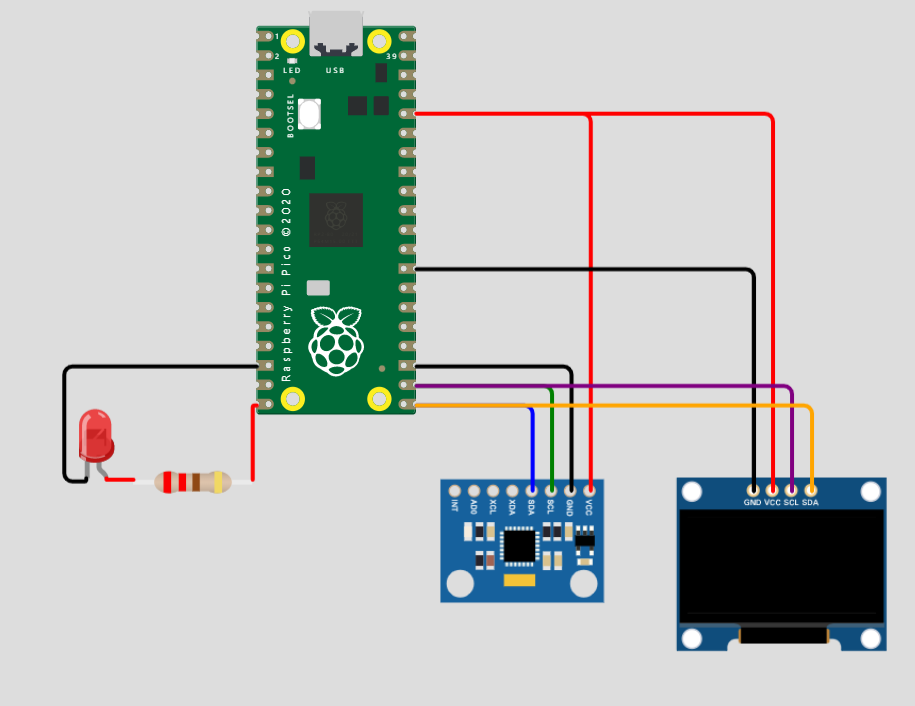 1
2
39
LED
USB
BOOTSEL
Raspberry Pi Pico ©2020
INT
AD0
XCL
XDA
SDA
SCL
GND
VCC
GND VCC SCL SDA